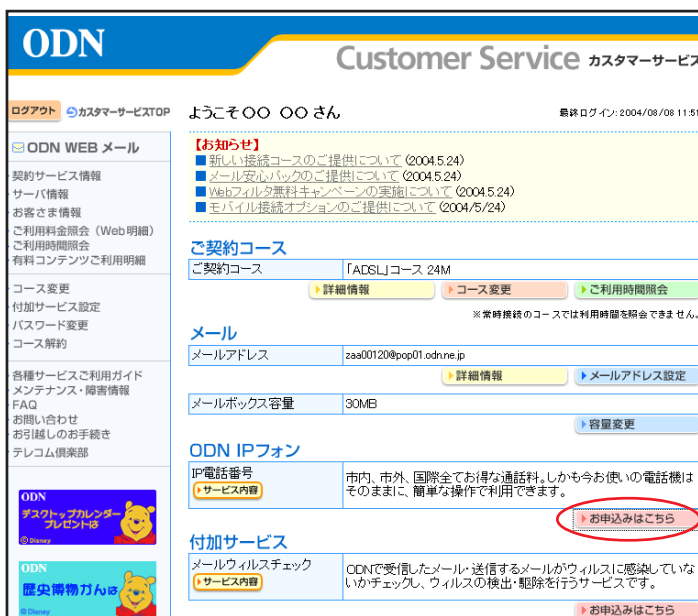 ODN
Customer Service カスタマーサービス
ログアウト カスタマーサービスTOP
ようこそ○○ ○○さん
最終ログイン:2004/08/08 11:51
ODN WEB メール
契約サービス情報
サーバ情報
お客さま情報
ご利用料金照会（Web明細）
ご利用時間照会
有料コンテンツご利用明細
コース変更
付加サービス設定
パスワード変更
コース解約
各種サービスご利用ガイド
メンテナンス・障害情報
FAQ
お問い合わせ
お引越しのお手続き
テレコム倶楽部
ODN
デスクトップカレンダー
プレゼントは
©Disney
ODN
歴史博物がんは
©Disney
【お知らせ】
新しい接続コースのご提供について (2004.5.24)
メール安心パックのご提供について (2004.5.24)
Webフィルタ無料キャンペーンの実施について (2004.5.24)
モバイル接続オプションのご提供について (2004/5/24)
ご契約コース
ご契約コース 「ADSL」コース 24M
詳細情報 コース変更 ご利用時間照会
※常時接続のコースでは利用時間を照会できません。
メール
メールアドレス zaa00120@pop01.odn.ne.jp
詳細情報 メールアドレス設定
メールボックス容量 30MB
容量変更
ODN IPフォン
IP電話番号
サービス内容
市内、市外、国際全てお得な通話料。しかも今お使いの電話機は
そのままに、簡単な操作で利用できます。
お申込みはこちら
付加サービス
メールウィルスチェック
サービス内容
ODNで受信したメール・送信するメールがウィルスに感染していな
いかチェックし、ウィルスの検出・駆除を行うサービスです。
お申込みはこちら